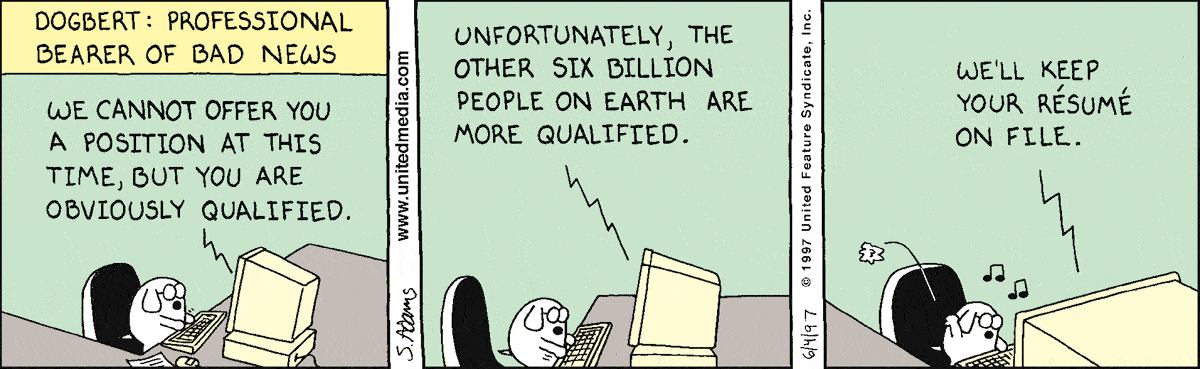 DOGBERT: PROFESSIONAL
BEARER OF BAD NEWS
WE CANNOT OFFER YOU
A POSITION AT THIS
TIME, BUT YOU ARE
OBVIOUSLY QUALIFIED.
S. Adams
www.unitedmedia.com
UNFORTUNATELY, THE
OTHER SIX BILLION
PEOPLE ON EARTH ARE
MORE QUALIFIED.
6/4/97
© 1997 United Feature Syndicate, Inc.
WE'LL KEEP
YOUR RÉSUMÉ
ON FILE.